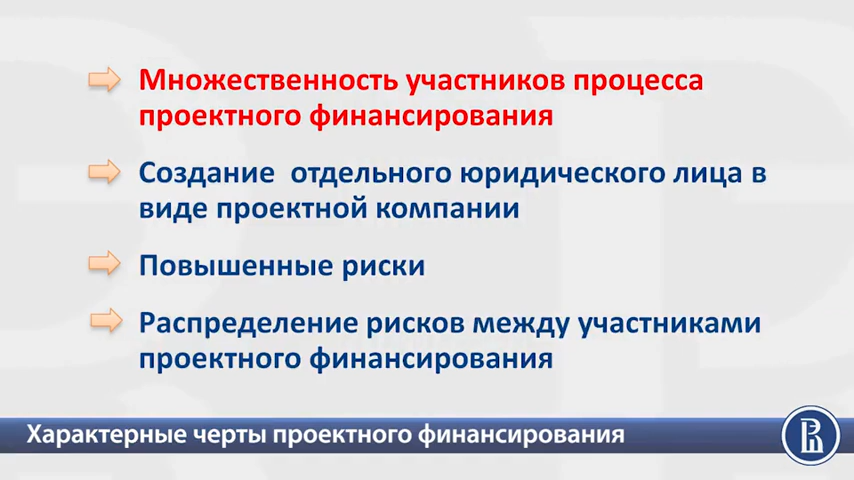 Множественность участников процесса
проектного финансирования
Создание отдельного юридического лица в
виде проектной компании
Повышенные риски
Распределение рисков между участниками
проектного финансирования
Характерные черты проектного финансирования